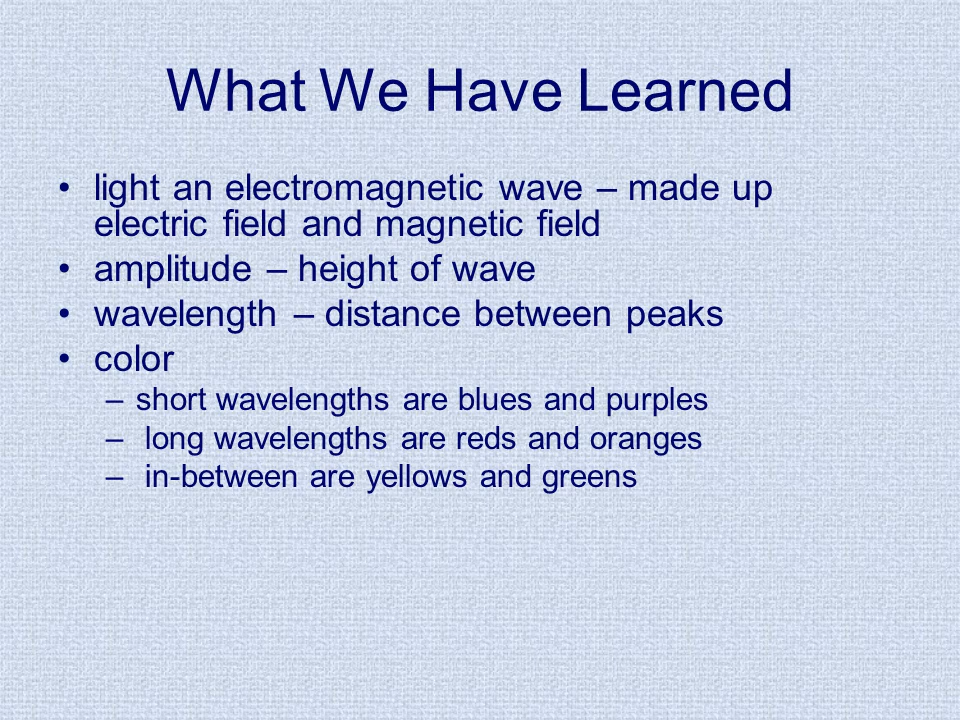 What We Have Learned
• light an electromagnetic wave – made up
electric field and magnetic field
• amplitude – height of wave
• wavelength – distance between peaks
• color
– short wavelengths are blues and purples
– long wavelengths are reds and oranges
– in-between are yellows and greens